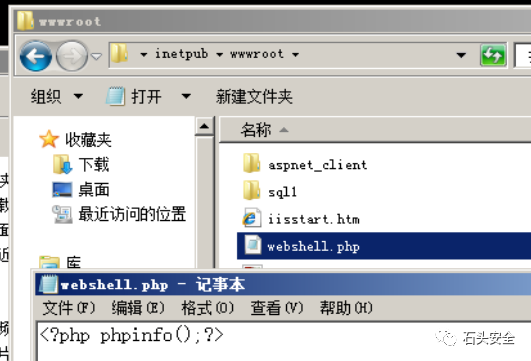 wwwroot
inetpub wwwroot
组织 打开 新建文件夹
收藏夹
下载
桌面
最近访问的位置
库
名称
aspnet_client
sql1
iisstart.htm
webshell.php
webshell.php - 记事本
文件(F) 编辑(E) 格式(O) 查看(V) 帮助(H)
<?php phpinfo();?>
石头安全